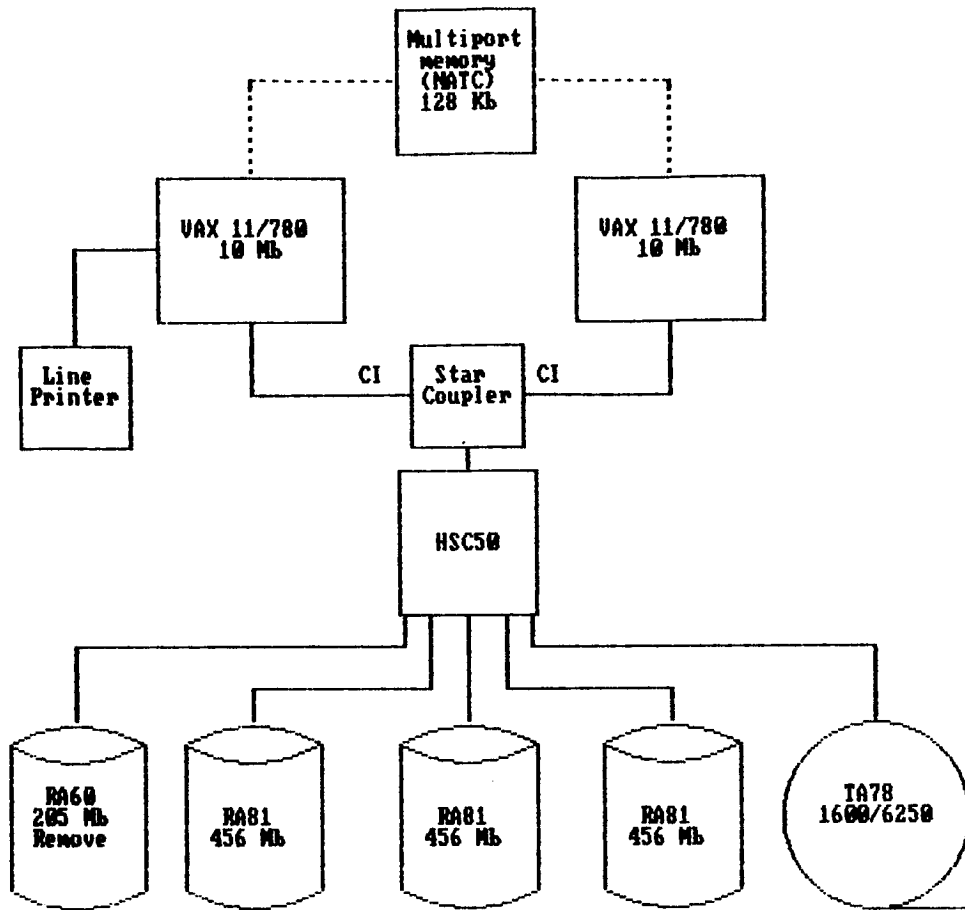 Multiport
memory
(NATC)
128 Kb
VAX 11/780
10 Mb
VAX 11/780
10 Mb
Line
Printer
CI
Star
Coupler
CI
HSC50
RA60
205 Mb
Remove
RA81
456 Mb
RA81
456 Mb
RA81
456 Mb
TA78
1600/6250